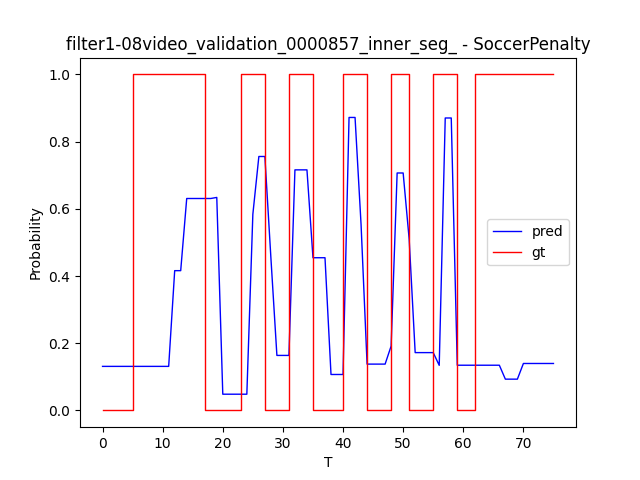 filter1-08video_validation_0000857_inner_seg_ - SoccerPenalty
1.0
0.8
0.6
0.4
0.2
0.0
Probability
pred
gt
0 10 20 30 40 50 60 70
T